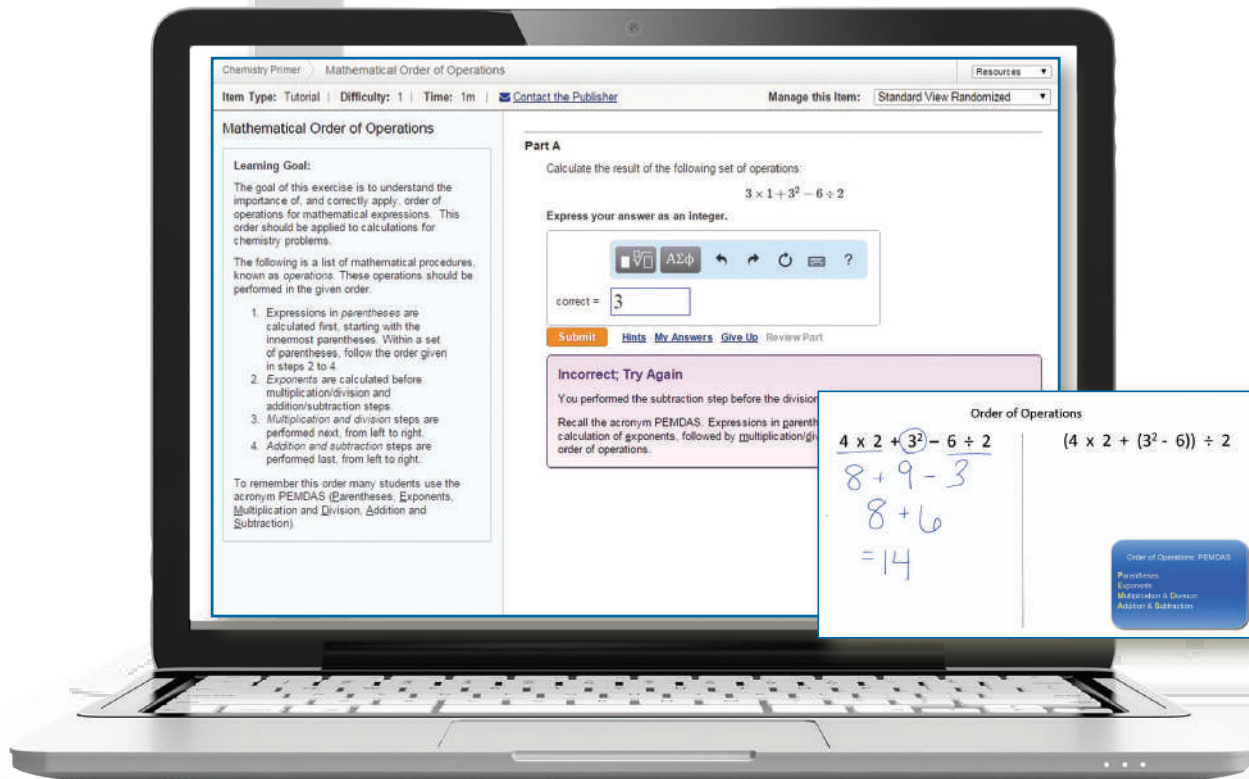 Chemistry Primer Mathematical Order of Operations
Resources
Item Type: Tutorial | Difficulty: 1 | Time: 1m | Contact the Publisher
Manage this Item: Standard View Randomized
Mathematical Order of Operations
Learning Goal:
The goal of this exercise is to understand the
importance of, and correctly apply, order of
operations for mathematical expressions. This
order should be applied to calculations for
chemistry problems.
The following is a list of mathematical procedures,
known as operations. These operations should be
performed in the given order.
1. Expressions in parentheses are
calculated first, starting with the
innermost parentheses. Within a set
of parentheses, follow the order given
in steps 2 to 4.
2. Exponents are calculated before
multiplication/division and
addition/subtraction steps.
3. Multiplication and division steps are
performed next, from left to right.
4. Addition and subtraction steps are
performed last, from left to right.
To remember this order many students use the
acronym PEMDAS (Parentheses, Exponents,
Multiplication and Division, Addition and
Subtraction).
Part A
Calculate the result of the following set of operations:
3 × 1 + 3² − 6 ÷ 2
Express your answer as an integer.
ΑΣϕ ?
correct = 3
Submit Hints My Answers Give Up Review Part
Incorrect; Try Again
You performed the subtraction step before the division
Recall the acronym PEMDAS. Expressions in
calculation of exponents, followed by
order of operations.
Order of Operations
4 x 2 + 3² – 6 ÷ 2
8 + 9 - 3
8 + 6
= 14
(4 x 2 + (3² - 6)) ÷ 2
Order of Operations: PEMDAS
Parentheses
Exponents
Multiplication & Division
Addition & Subtraction